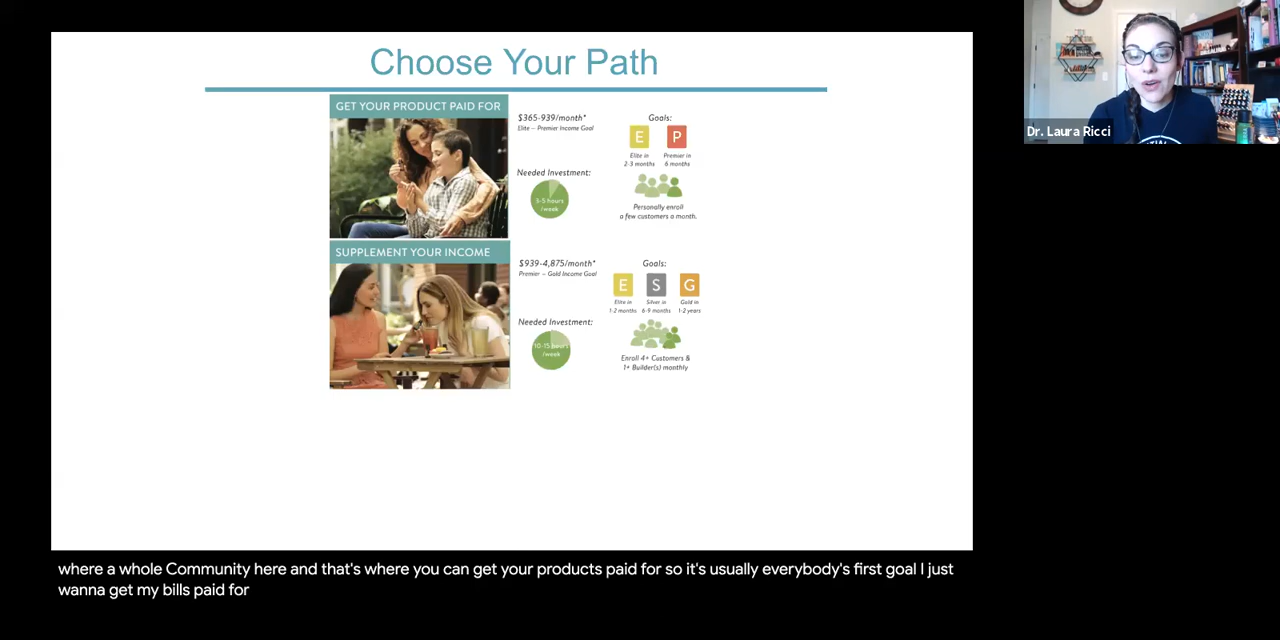 Choose Your Path
GET YOUR PRODUCT PAID FOR
$365-939/month*
Elite – Premier Income Goal
Needed Investment:
3-5 hours
/week
Goals:
E P
Elite in
2-3 months
Premier in
6 months
Personally enroll
a few customers a month.
SUPPLEMENT YOUR INCOME
$939-4,875/month*
Premier – Gold Income Goal
Needed Investment:
10-15 hours
/week
Goals:
E S G
Elite in
1-2 months
Silver in
6-9 months
Gold in
1-2 years
Enroll 4+ Customers &
1+ Builder(s) monthly
Dr. Laura Ricci
where a whole Community here and that's where you can get your products paid for so it's usually everybody's first goal I just
wanna get my bills paid for